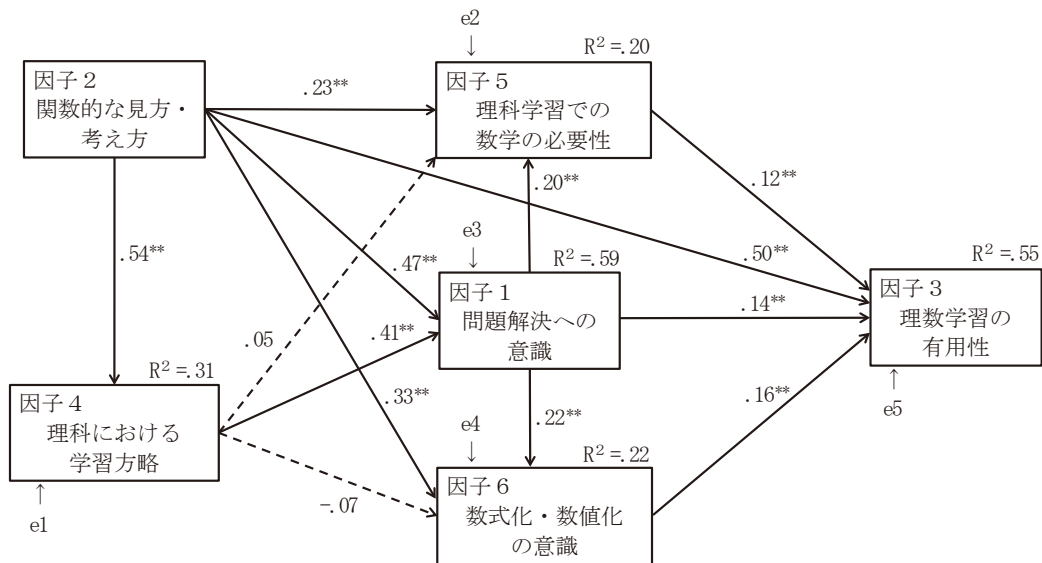 e2
↓
R²=.20
因子2
関数的な見方・
考え方
.23**
因子5
理科学習での
数学の必要性
.20**
.12**
.54**
e3
↓
R²=.59
.47**
.50**
R²=.55
因子1
問題解決への
意識
.14**
因子3
理数学習の
有用性
.05
.41**
R²=.31
.33**
↑
e5
因子4
理科における
学習方略
.22**
.16**
e4
↓
R²=.22
-.07
因子6
数式化・数値化
の意識
↑
e1